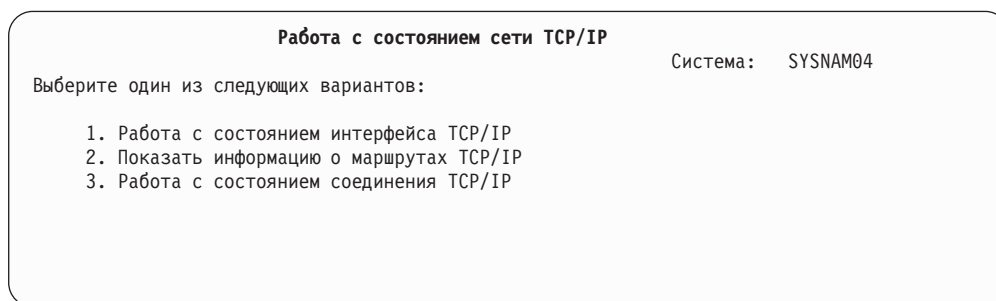 Работа с состоянием сети TCP/IP
Система: SYSNAM04
Выберите один из следующих вариантов:
1. Работа с состоянием интерфейса TCP/IP
2. Показать информацию о маршрутах TCP/IP
3. Работа с состоянием соединения TCP/IP